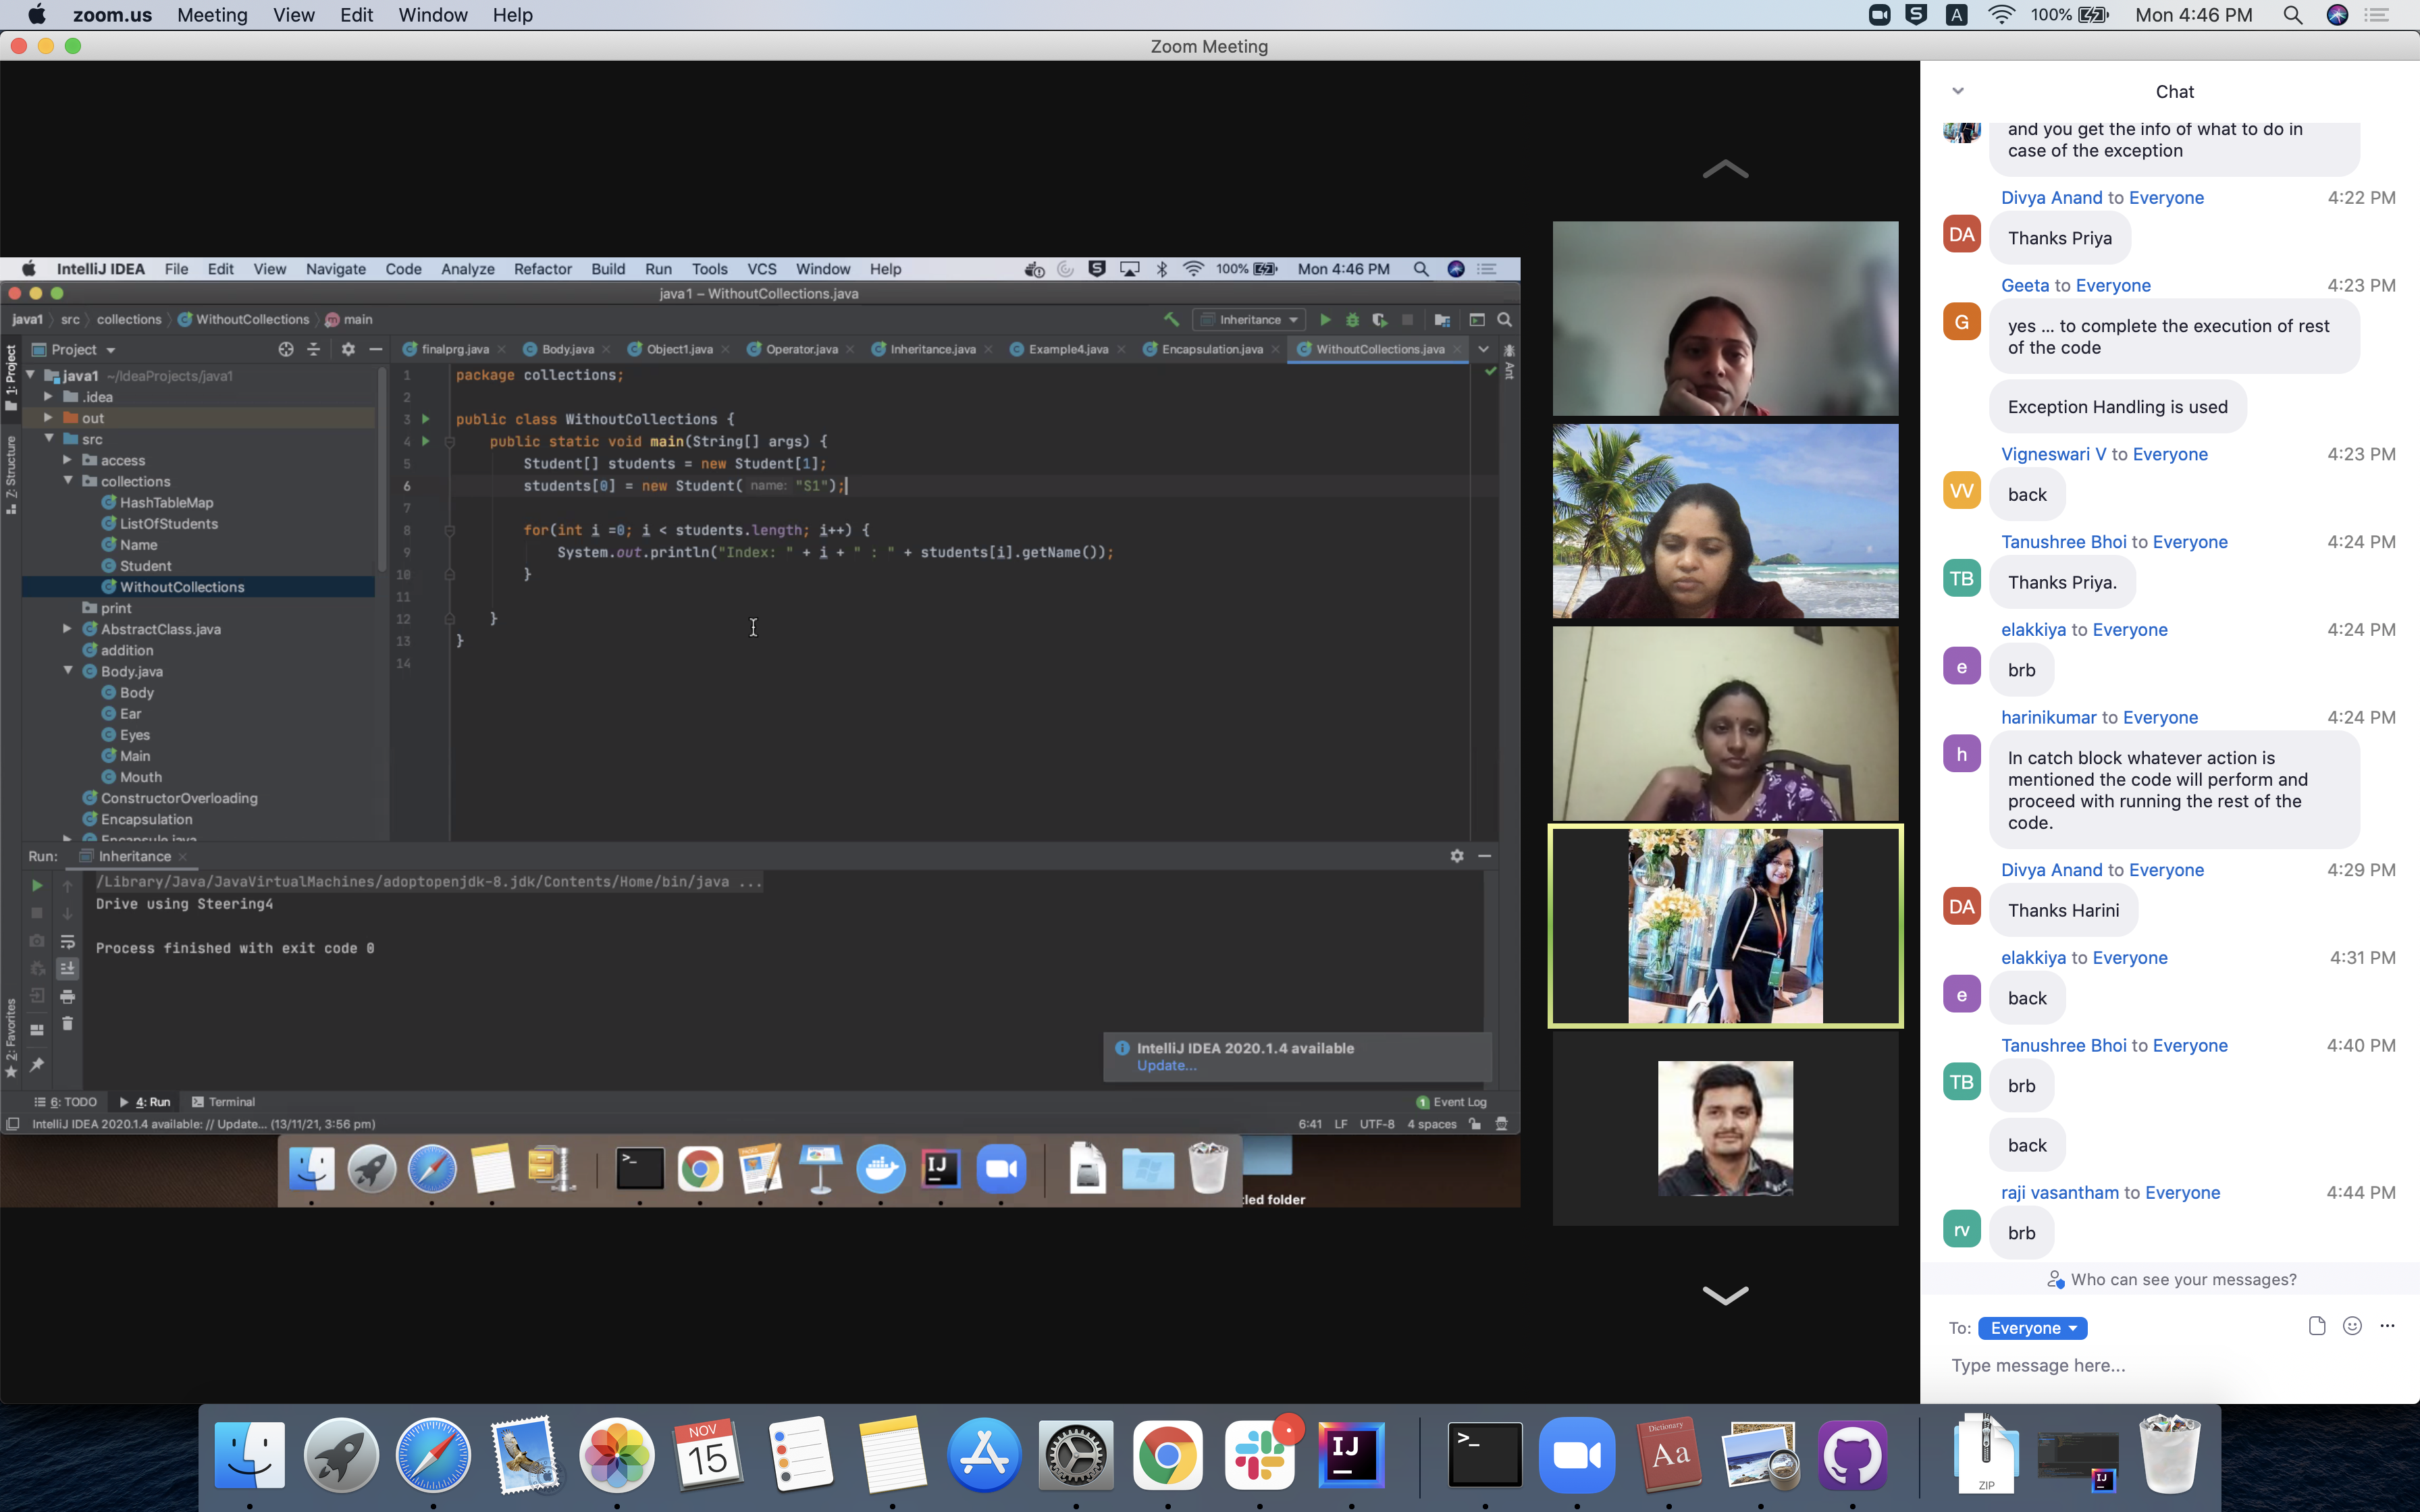 zoom.us Meeting View Edit Window Help
100% Mon 4:46 PM
Zoom Meeting
IntelliJ IDEA File Edit View Navigate Code Analyze Refactor Build Run Tools VCS Window Help
100% Mon 4:46 PM
java1 – WithoutCollections.java
java1 src collections WithoutCollections main
Inheritance
1: Project
Z: Structure
2: Favorites
Ant
Project
finalprg.java Body.java Object1.java Operator.java Inheritance.java Example4.java Encapsulation.java WithoutCollections.java
java1 ~/IdeaProjects/java1
.idea
out
src
access
collections
HashTableMap
ListOfStudents
Name
Student
WithoutCollections
print
AbstractClass.java
addition
Body.java
Body
Ear
Eyes
Main
Mouth
ConstructorOverloading
Encapsulation
Encapsule.java
1 package collections;
2
3 public class WithoutCollections {
4 public static void main(String[] args) {
5 Student[] students = new Student[1];
6 students[0] = new Student( name: "S1");
7
8 for(int i =0; i < students.length; i++) {
9 System.out.println("Index: " + i + " : " + students[i].getName());
10 }
11
12 }
13 }
14
Run: Inheritance
/Library/Java/JavaVirtualMachines/adoptopenjdk-8.jdk/Contents/Home/bin/java ...
Drive using Steering4
Process finished with exit code 0
IntelliJ IDEA 2020.1.4 available
Update...
6: TODO 4: Run Terminal
1 Event Log
IntelliJ IDEA 2020.1.4 available: // Update... (13/11/21, 3:56 pm)
6:41 LF UTF-8 4 spaces
IJ
led folder
Chat
and you get the info of what to do in
case of the exception
Divya Anand to Everyone 4:22 PM
DA
Thanks Priya
Geeta to Everyone 4:23 PM
G
yes ... to complete the execution of rest
of the code
Exception Handling is used
Vigneswari V to Everyone 4:23 PM
VV
back
Tanushree Bhoi to Everyone 4:24 PM
TB
Thanks Priya.
elakkiya to Everyone 4:24 PM
e
brb
harinikumar to Everyone 4:24 PM
h
In catch block whatever action is
mentioned the code will perform and
proceed with running the rest of the
code.
Divya Anand to Everyone 4:29 PM
DA
Thanks Harini
elakkiya to Everyone 4:31 PM
e
back
Tanushree Bhoi to Everyone 4:40 PM
TB
brb
back
raji vasantham to Everyone 4:44 PM
rv
brb
Who can see your messages?
To: Everyone
Type message here...
NOV
15
IJ
Dictionary
Aa
ZIP
IJ